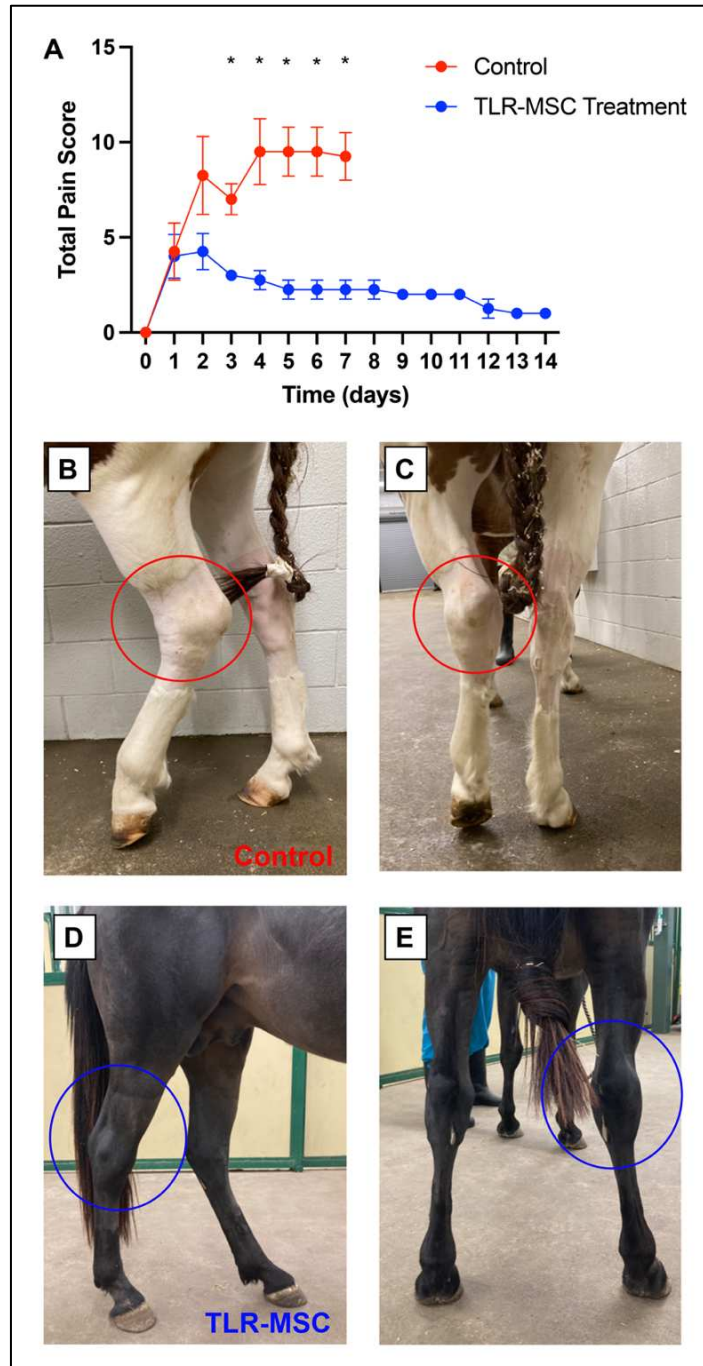 A
15
* * * * *
Control
TLR-MSC Treatment
10
5
0
Total Pain Score
0 1 2 3 4 5 6 7 8 9 10 11 12 13 14
Time (days)
B
C
Control
D
E
TLR-MSC